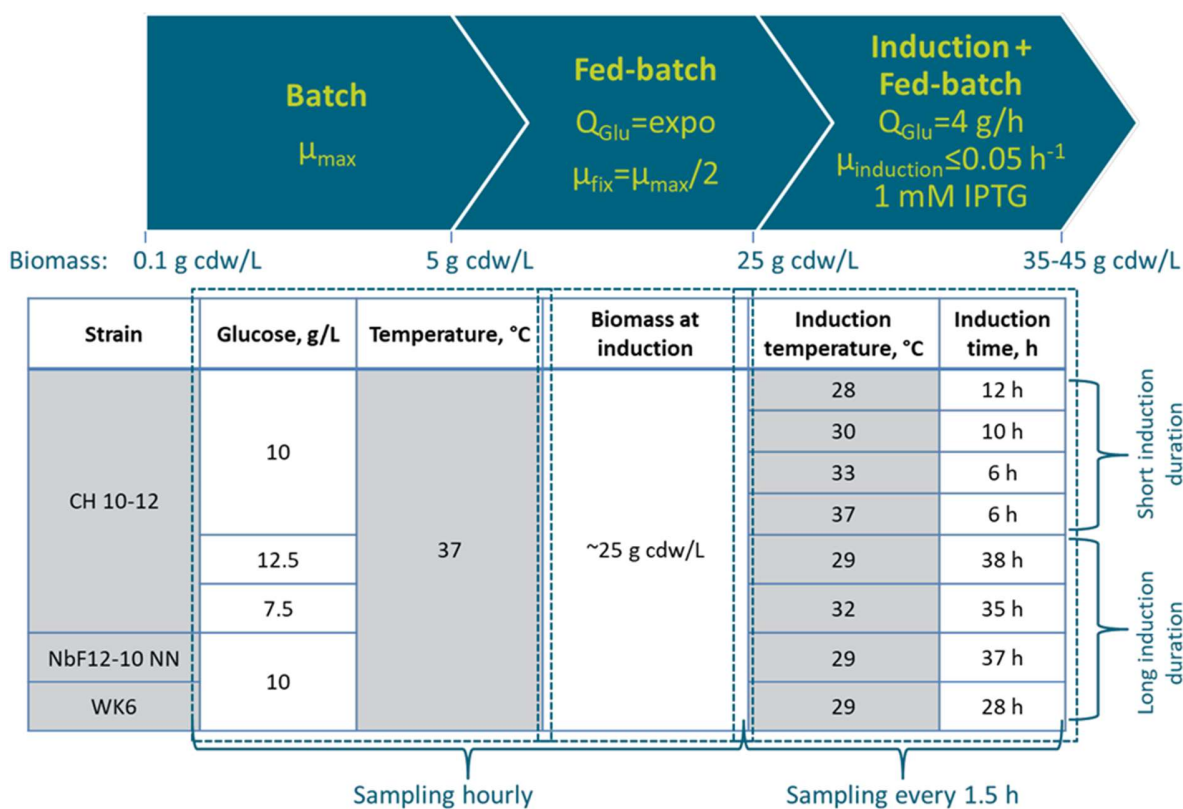 Batch
μmax
Fed-batch
QGlu=expo
μfix=μmax/2
Induction +
Fed-batch
QGlu=4 g/h
μinduction≤0.05 h-1
1 mM IPTG
Biomass: 0.1 g cdw/L 5 g cdw/L 25 g cdw/L 35-45 g cdw/L
Strain
Glucose, g/L
Temperature, °C
Biomass at
induction
Induction
temperature, °C
Induction
time, h
CH 10-12
10
37
~25 g cdw/L
28 12 h
30 10 h
33 6 h
37 6 h
12.5 29 38 h
7.5 32 35 h
NbF12-10 NN
10
29 37 h
WK6
29 28 h
Short induction
duration
Long induction
duration
Sampling hourly
Sampling every 1.5 h